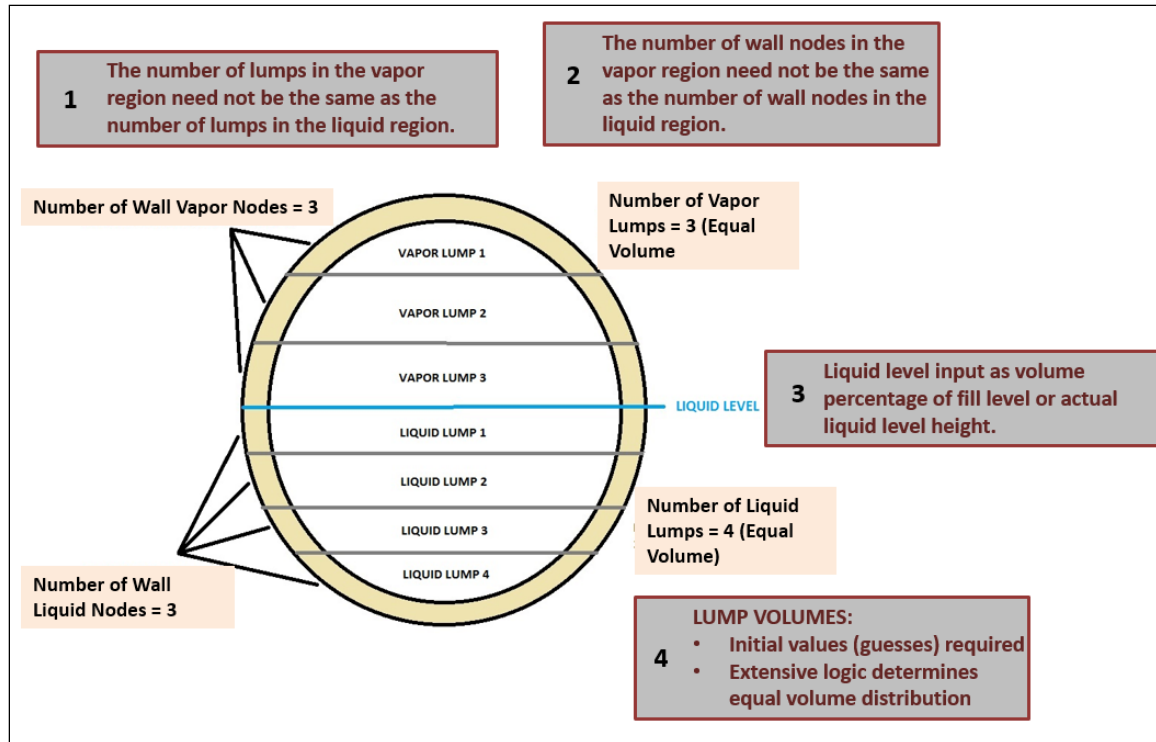 1
The number of lumps in the vapor
region need not be the same as the
number of lumps in the liquid region.
2
The number of wall nodes in the
vapor region need not be the same
as the number of wall nodes in the
liquid region.
Number of Wall Vapor Nodes = 3
Number of Vapor
Lumps = 3 (Equal
Volume
VAPOR LUMP 1
VAPOR LUMP 2
VAPOR LUMP 3
LIQUID LEVEL
3
Liquid level input as volume
percentage of fill level or actual
liquid level height.
LIQUID LUMP 1
LIQUID LUMP 2
LIQUID LUMP 3
LIQUID LUMP 4
Number of Liquid
Lumps = 4 (Equal
Volume)
Number of Wall
Liquid Nodes = 3
4
LUMP VOLUMES:
• Initial values (guesses) required
• Extensive logic determines
equal volume distribution